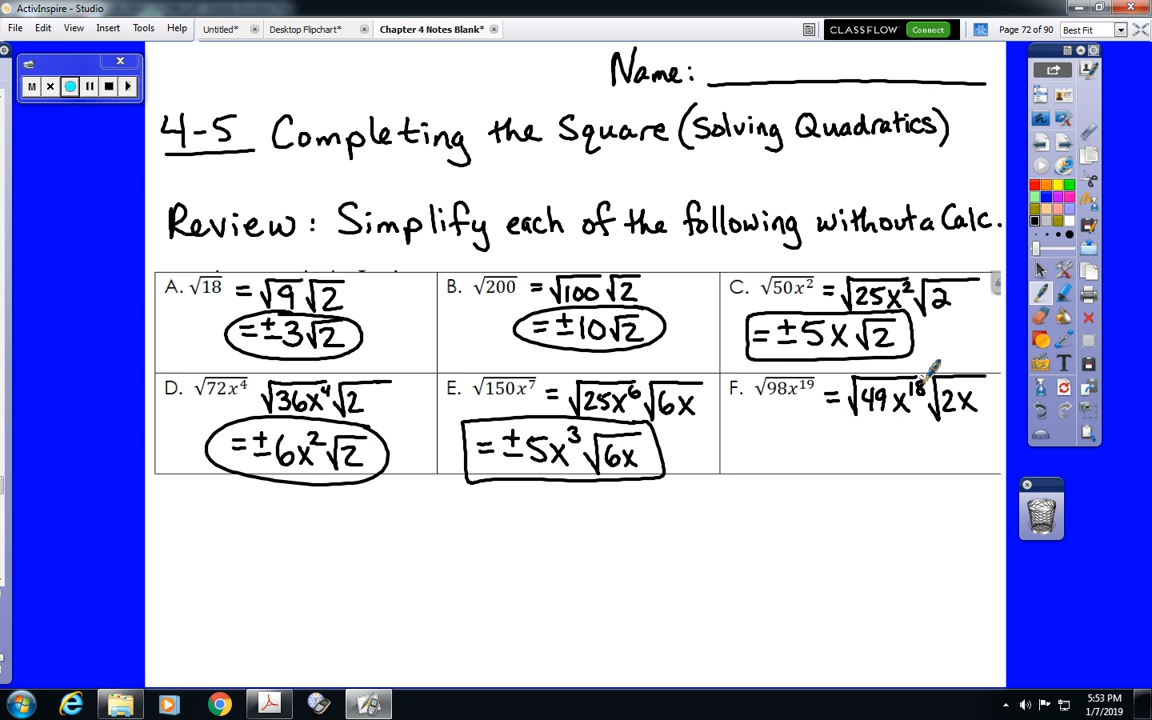 ActivInspire - Studio
File Edit View Insert Tools Help Untitled* Desktop Flipchart* Chapter 4 Notes Blank* CLASSFLOW Connect Page 72 of 90 Best Fit
M
Name:
4-5 Completing the Square (Solving Quadratics)
Review: Simplify each of the following without a Calc.
A. √18 = √9 √2
= ±3√2
B. √200 = √100 √2
= ±10√2
C. √50x² = √25x² √2
= ±5x√2
D. √72x⁴ √36x⁴ √2
= ±6x²√2
E. √150x⁷ = √25x⁶ √6x
= ±5x³ √6x
F. √98x¹⁹ = √49x¹⁸ √2x
5:53 PM
1/7/2019